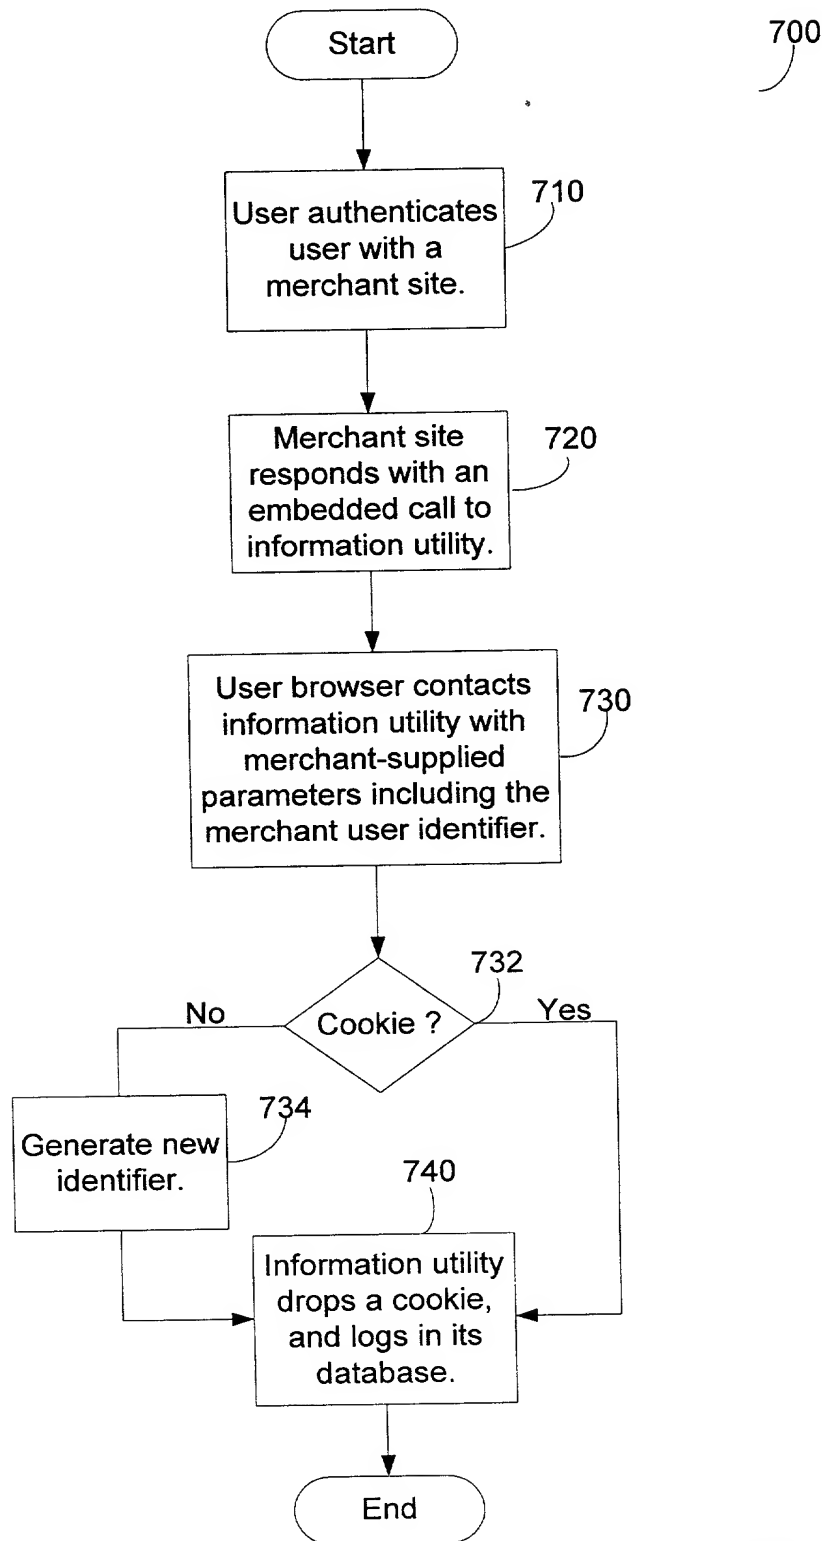 Start
700
User authenticates
user with a
merchant site.
710
Merchant site
responds with an
embedded call to
information utility.
720
User browser contacts
information utility with
merchant-supplied
parameters including the
merchant user identifier.
730
732
No
Cookie ?
Yes
734
Generate new
identifier.
740
Information utility
drops a cookie,
and logs in its
database.
End